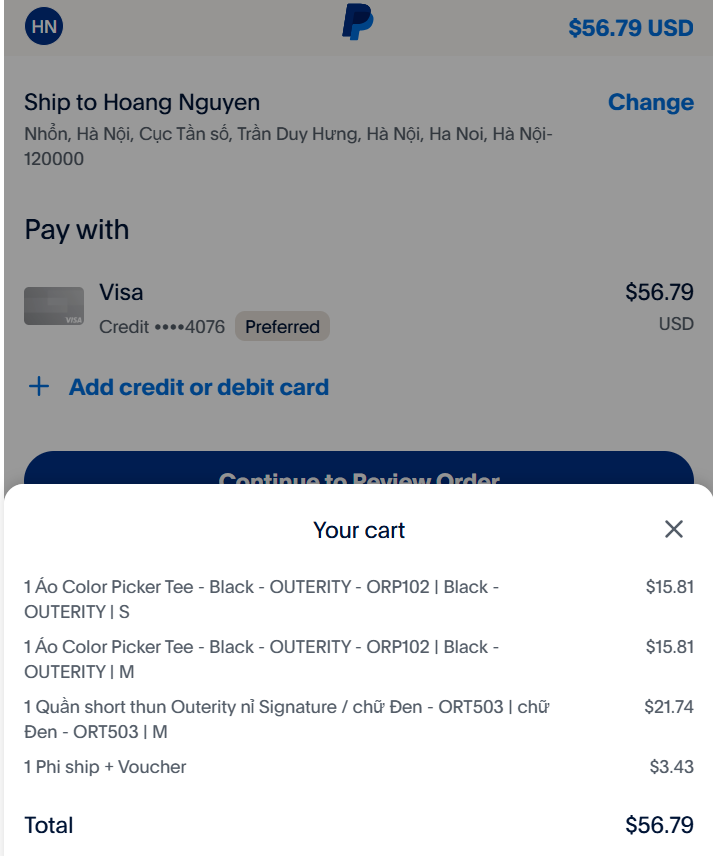 HN
$56.79 USD
Ship to Hoang Nguyen
Change
Nhổn, Hà Nội, Cục Tần số, Trần Duy Hưng, Hà Nội, Ha Noi, Hà Nội-
120000
Pay with
Visa
$56.79
VISA
Credit ••••4076 Preferred
USD
+ Add credit or debit card
Continue to Review Order
Your cart
1 Áo Color Picker Tee - Black - OUTERITY - ORP102 | Black -
OUTERITY | S
$15.81
1 Áo Color Picker Tee - Black - OUTERITY - ORP102 | Black -
OUTERITY | M
$15.81
1 Quần short thun Outerity nỉ Signature / chữ Đen - ORT503 | chữ
Đen - ORT503 | M
$21.74
1 Phi ship + Voucher
$3.43
Total
$56.79